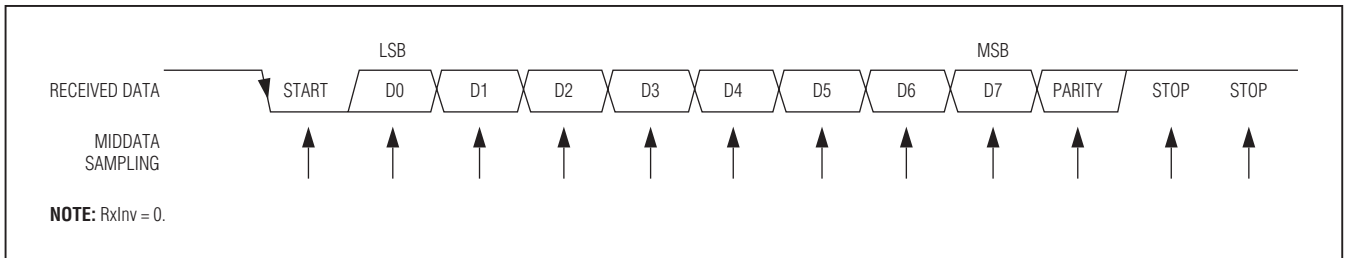 LSB MSB
RECEIVED DATA START D0 D1 D2 D3 D4 D5 D6 D7 PARITY STOP STOP
MIDDATA
SAMPLING
NOTE: RxInv = 0.